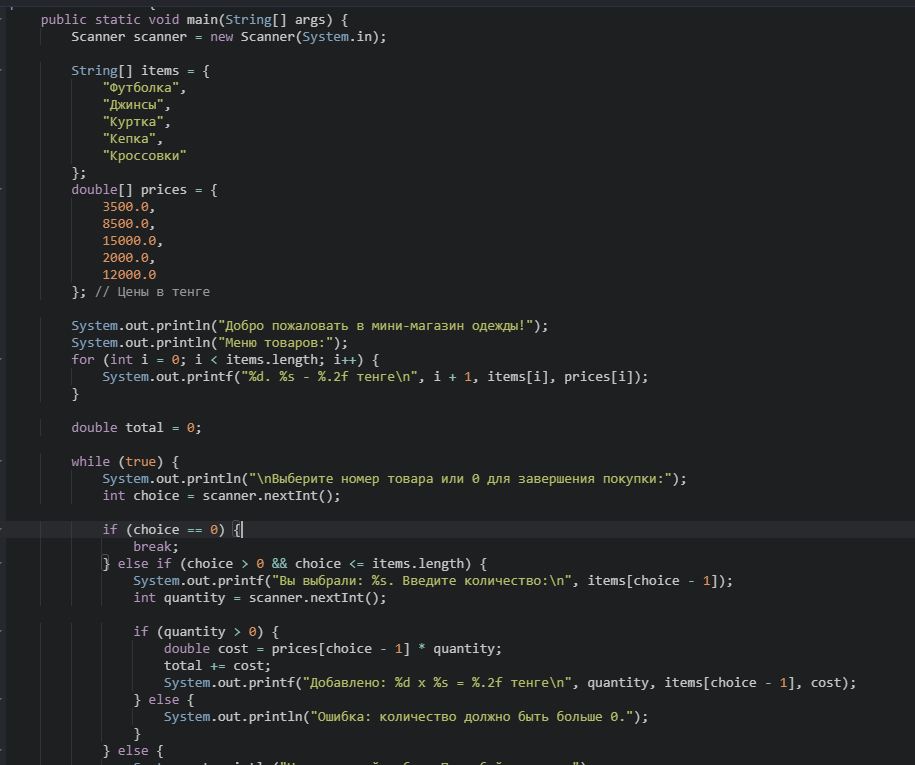 public static void main(String[] args) {
Scanner scanner = new Scanner(System.in);
String[] items = {
"Футболка",
"Джинсы",
"Куртка",
"Кепка",
"Кроссовки"
};
double[] prices = {
3500.0,
8500.0,
15000.0,
2000.0,
12000.0
}; // Цены в тенге
System.out.println("Добро пожаловать в мини-магазин одежды!");
System.out.println("Меню товаров:");
for (int i = 0; i < items.length; i++) {
System.out.printf("%d. %s - %.2f тенге\n", i + 1, items[i], prices[i]);
}
double total = 0;
while (true) {
System.out.println("\nВыберите номер товара или 0 для завершения покупки:");
int choice = scanner.nextInt();
if (choice == 0) {
break;
} else if (choice > 0 && choice <= items.length) {
System.out.printf("Вы выбрали: %s. Введите количество:\n", items[choice - 1]);
int quantity = scanner.nextInt();
if (quantity > 0) {
double cost = prices[choice - 1] * quantity;
total += cost;
System.out.printf("Добавлено: %d x %s = %.2f тенге\n", quantity, items[choice - 1], cost);
} else {
System.out.println("Ошибка: количество должно быть больше 0.");
}
} else {